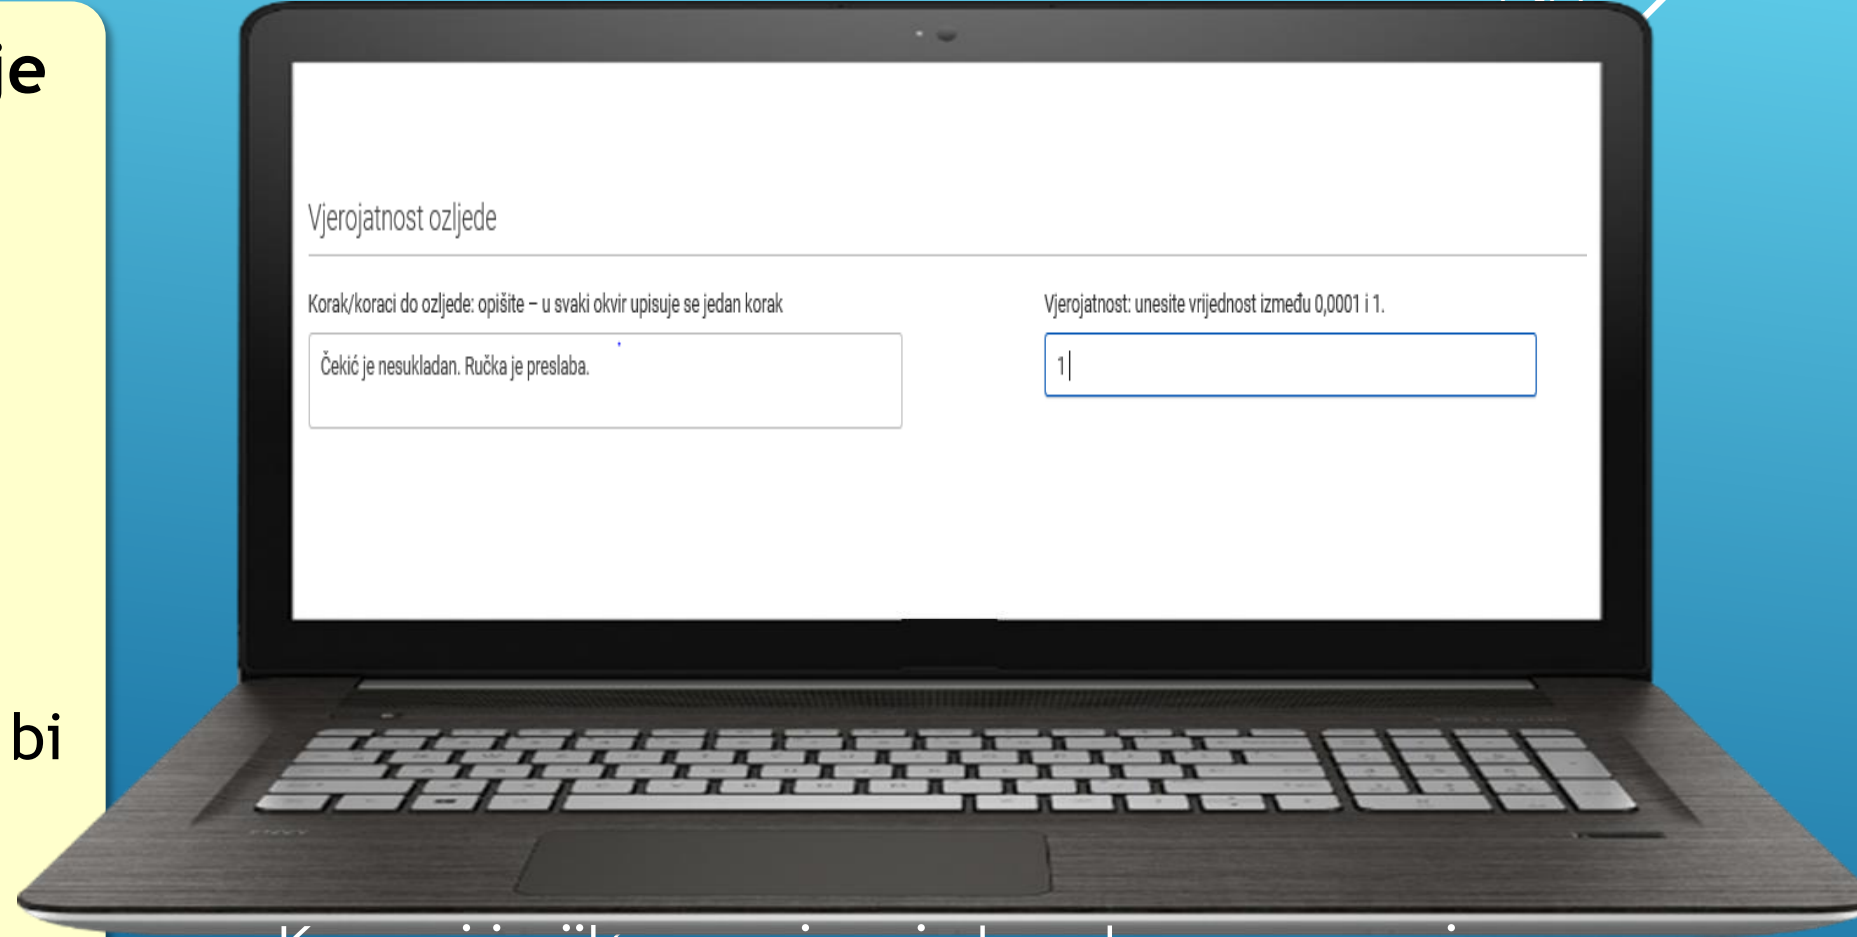 je
Vjerojatnost ozljede
Korak/koraci do ozljede: opišite – u svaki okvir upisuje se jedan korak
Vjerojatnost: unesite vrijednost između 0,0001 i 1.
Čekić je nesukladan. Ručka je preslaba.
1
bi